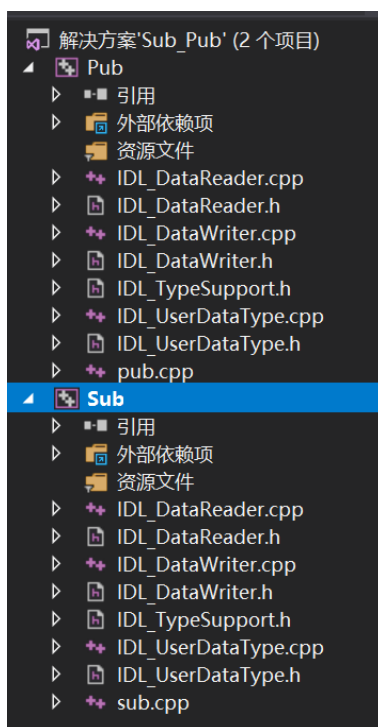 解决方案'Sub_Pub' (2 个项目)
Pub
引用
外部依赖项
资源文件
IDL_DataReader.cpp
IDL_DataReader.h
IDL_DataWriter.cpp
IDL_DataWriter.h
IDL_TypeSupport.h
IDL_UserDataType.cpp
IDL_UserDataType.h
pub.cpp
Sub
引用
外部依赖项
资源文件
IDL_DataReader.cpp
IDL_DataReader.h
IDL_DataWriter.cpp
IDL_DataWriter.h
IDL_TypeSupport.h
IDL_UserDataType.cpp
IDL_UserDataType.h
sub.cpp